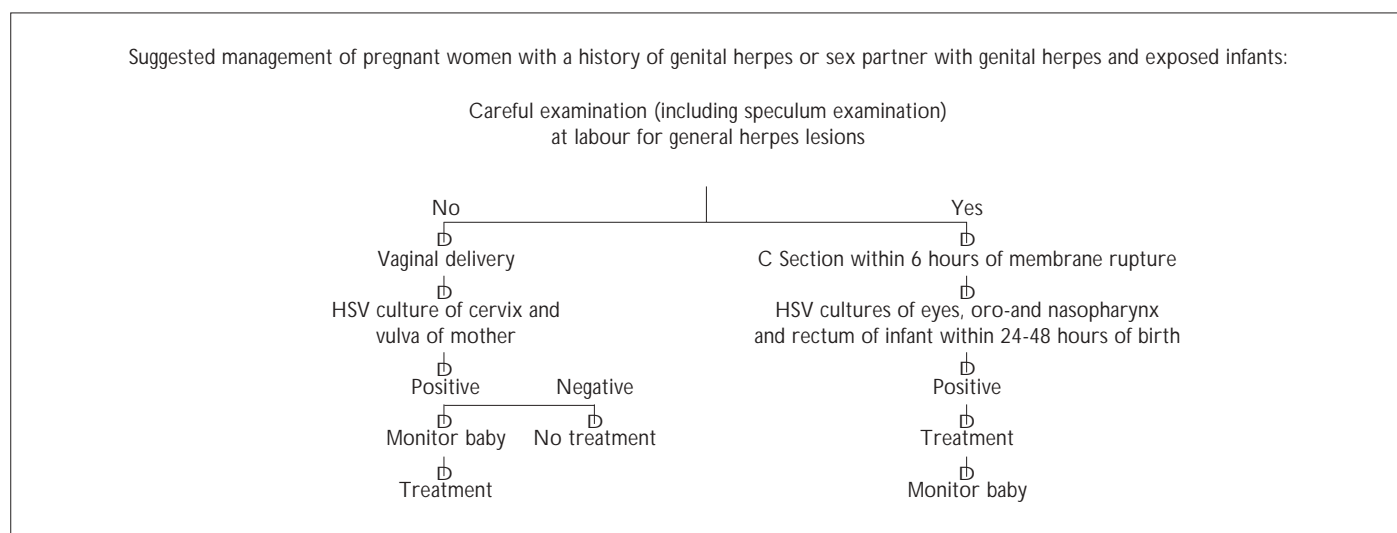 Suggested management of pregnant women with a history of genital herpes or sex partner with genital herpes and exposed infants:
Careful examination (including speculum examination)
at labour for general herpes lesions
No
Yes
D
D
Vaginal delivery
C Section within 6 hours of membrane rupture
D
D
HSV culture of cervix and
vulva of mother
HSV cultures of eyes, oro-and nasopharynx
and rectum of infant within 24-48 hours of birth
D
D
Positive
Negative
Positive
D
D
D
Monitor baby
No treatment
Treatment
D
D
Treatment
Monitor baby